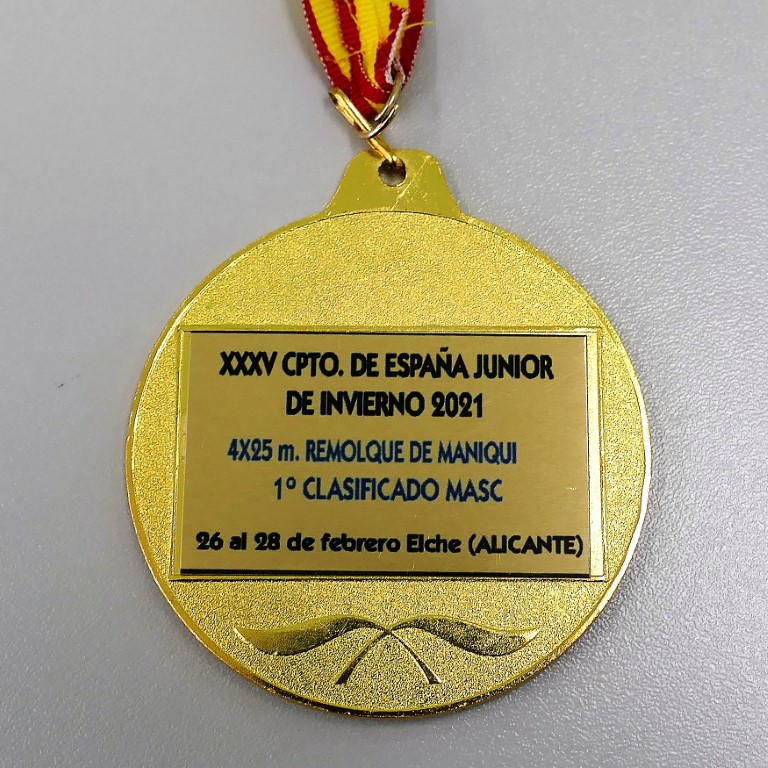 XXXV CPTO. DE ESPAÑA JUNIOR
DE INVIERNO 2021
4X25 m. REMOLQUE DE MANIQUI
1º CLASIFICADO MASC
26 al 28 de febrero Elche (ALICANTE)